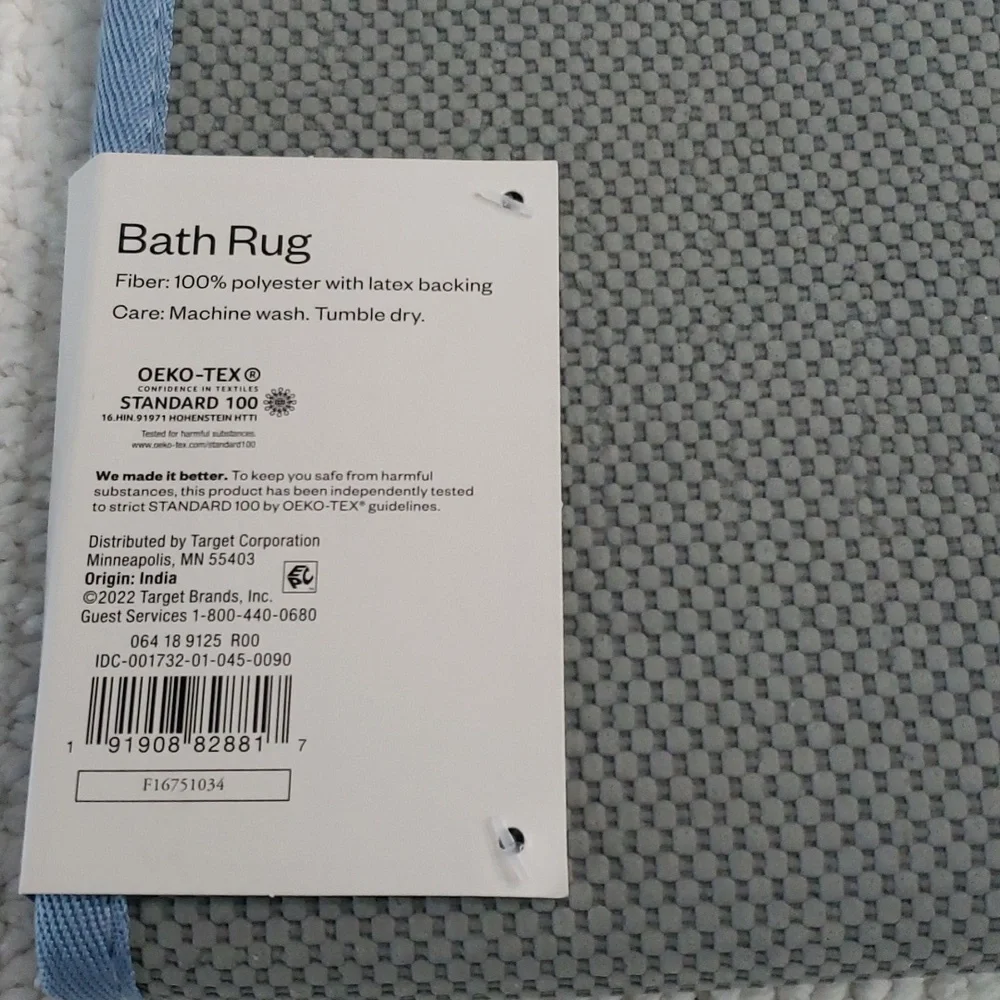 Bath Rug
Fiber: 100% polyester with latex backing
Care: Machine wash. Tumble dry.
OEKO-TEX®
CONFIDENCE IN TEXTILES
STANDARD 100
16.HIN.91971 HOHENSTEIN HTTI
Tested for harmful substances.
www.oeko-tex.com/standard100
We made it better. To keep you safe from harmful
substances, this product has been independently tested
to strict STANDARD 100 by OEKO-TEX® guidelines.
Distributed by Target Corporation
Minneapolis, MN 55403
Origin: India
©2022 Target Brands, Inc.
Guest Services 1-800-440-0680
064 18 9125 R00
IDC-001732-01-045-0090
1 91908 82881 7
F16751034